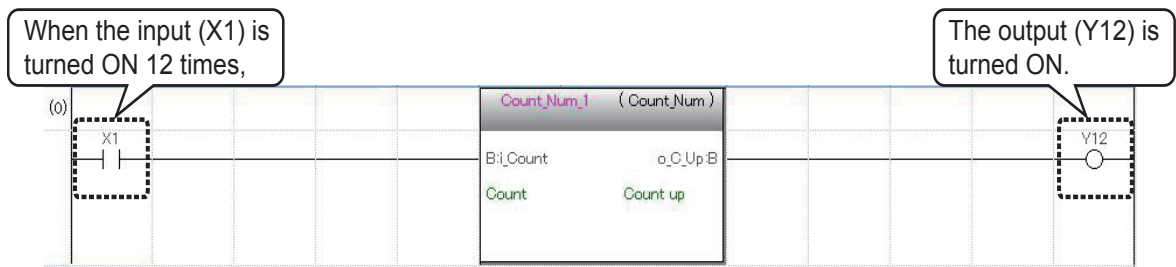 When the input (X1) is
turned ON 12 times,
The output (Y12) is
turned ON.
(0)
Count_Num_1 (Count_Num)
X1
Y12
B:i_Count o_C_Up:B
Count Count up